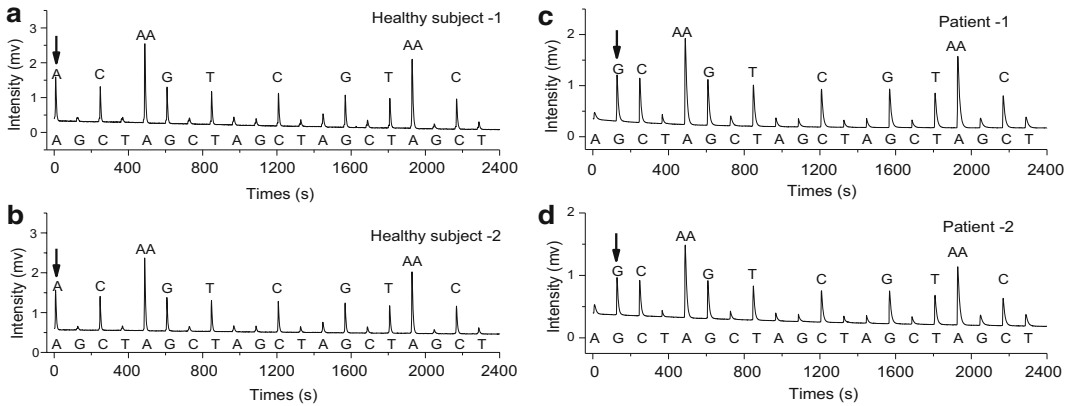 a
Healthy subject -1
Intensity (mv)
3
2
1
0
A C AA G T C G T AA C
A G C T A G C T A G C T A G C T A G C T
0 400 800 1200 1600 2000 2400
Times (s)
b
Healthy subject -2
Intensity (mv)
3
2
1
0
A C AA G T C G T AA C
A G C T A G C T A G C T A G C T A G C T
0 400 800 1200 1600 2000 2400
Times (s)
c
Patient -1
Intensity (mv)
2
1
0
G C AA G T C G T AA C
A G C T A G C T A G C T A G C T A G C T
0 400 800 1200 1600 2000 2400
Times (s)
d
Patient -2
Intensity (mv)
2
1
0
G C AA G T C G T AA C
A G C T A G C T A G C T A G C T A G C T
0 400 800 1200 1600 2000 2400
Times (s)